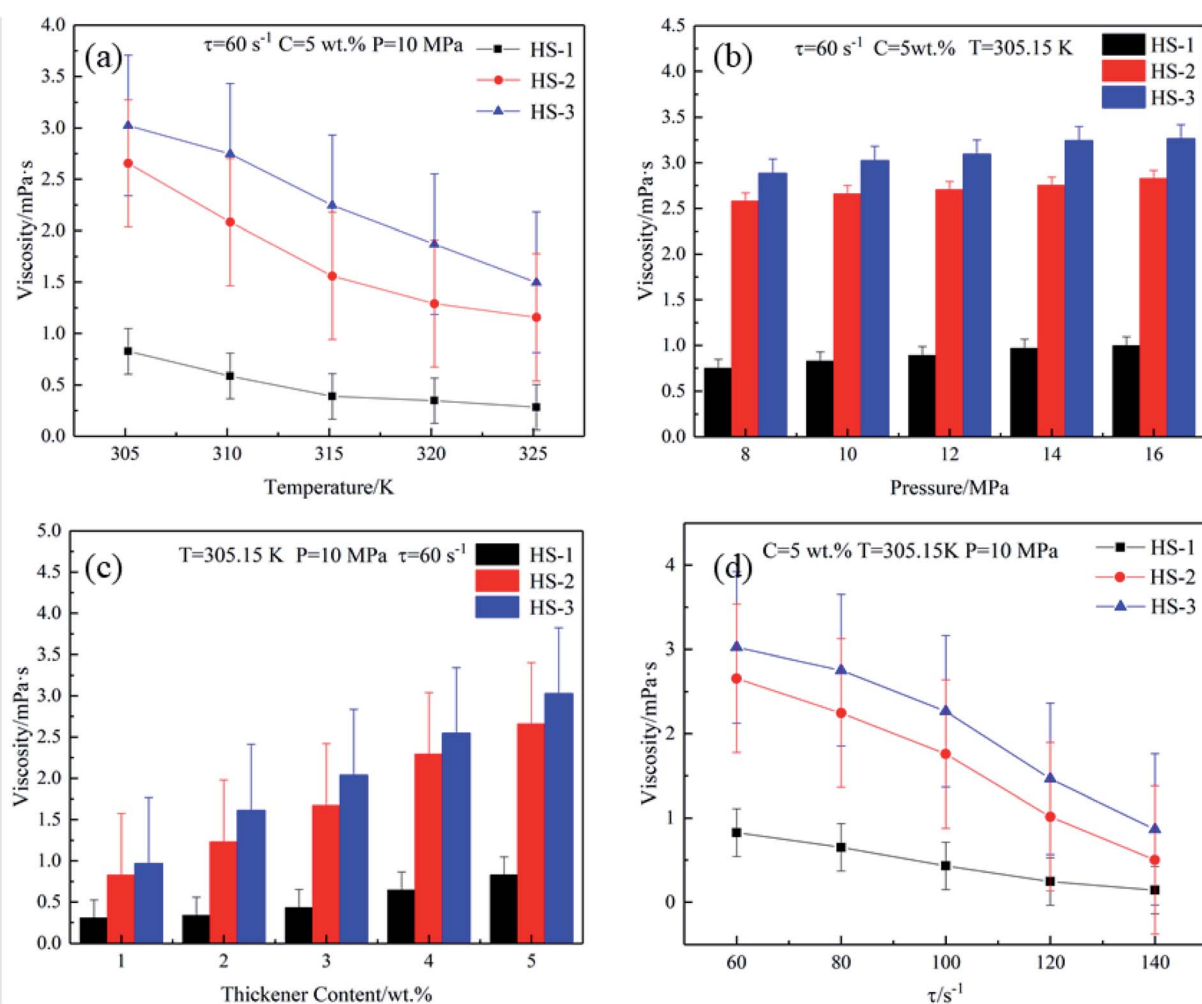 (a)
τ=60 s⁻¹ C=5 wt.% P=10 MPa
HS-1
HS-2
HS-3
4.0
3.5
3.0
2.5
2.0
1.5
1.0
0.5
0.0
Viscosity/mPa·s
305 310 315 320 325
Temperature/K
(b)
τ=60 s⁻¹ C=5wt.% T=305.15 K
HS-1
HS-2
HS-3
4.5
4.0
3.5
3.0
2.5
2.0
1.5
1.0
0.5
0.0
Viscosity/mPa·s
8 10 12 14 16
Pressure/MPa
(c)
T=305.15 K P=10 MPa τ=60 s⁻¹
HS-1
HS-2
HS-3
5.0
4.5
4.0
3.5
3.0
2.5
2.0
1.5
1.0
0.5
0.0
Viscosity/mPa·s
1 2 3 4 5
Thickener Content/wt.%
(d)
C=5 wt.% T=305.15K P=10 MPa
HS-1
HS-2
HS-3
4
3
2
1
0
Viscosity/mPa·s
60 80 100 120 140
τ/s⁻¹